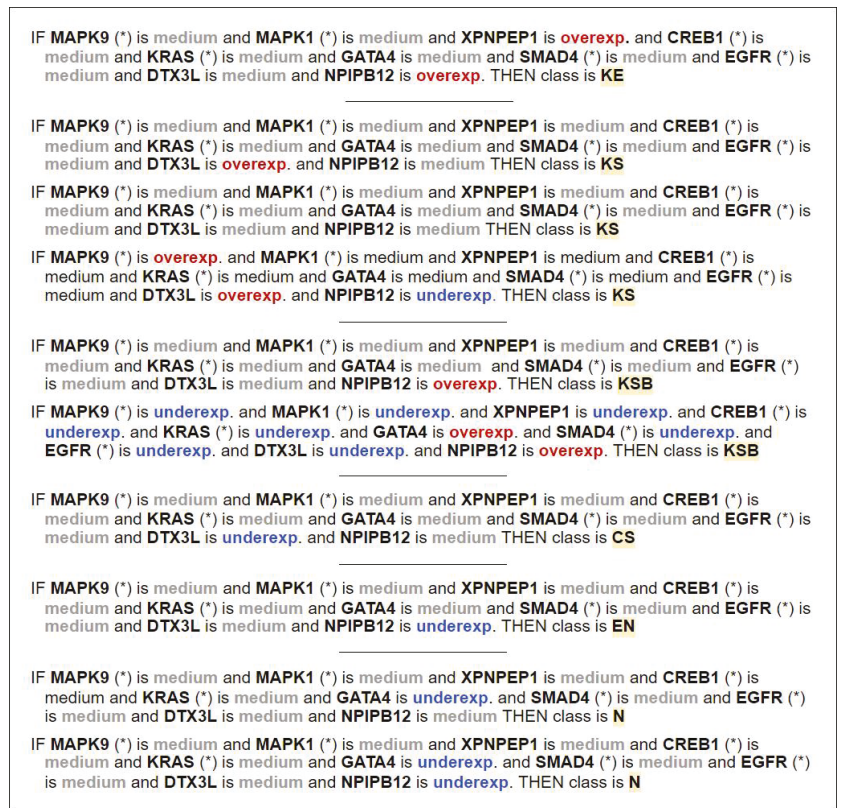 IF MAPK9 (*) is medium and MAPK1 (*) is medium and XPNPEP1 is overexp. and CREB1 (*) is
medium and KRAS (*) is medium and GATA4 is medium and SMAD4 (*) is medium and EGFR (*) is
medium and DTX3L is medium and NPIPB12 is overexp. THEN class is KE
IF MAPK9 (*) is medium and MAPK1 (*) is medium and XPNPEP1 is medium and CREB1 (*) is
medium and KRAS (*) is medium and GATA4 is medium and SMAD4 (*) is medium and EGFR (*) is
medium and DTX3L is overexp. and NPIPB12 is medium THEN class is KS
IF MAPK9 (*) is medium and MAPK1 (*) is medium and XPNPEP1 is medium and CREB1 (*) is
medium and KRAS (*) is medium and GATA4 is medium and SMAD4 (*) is medium and EGFR (*) is
medium and DTX3L is medium and NPIPB12 is medium THEN class is KS
IF MAPK9 (*) is overexp. and MAPK1 (*) is medium and XPNPEP1 is medium and CREB1 (*) is
medium and KRAS (*) is medium and GATA4 is medium and SMAD4 (*) is medium and EGFR (*) is
medium and DTX3L is overexp. and NPIPB12 is underexp. THEN class is KS
IF MAPK9 (*) is medium and MAPK1 (*) is medium and XPNPEP1 is medium and CREB1 (*) is
medium and KRAS (*) is medium and GATA4 is medium and SMAD4 (*) is medium and EGFR (*)
is medium and DTX3L is medium and NPIPB12 is overexp. THEN class is KSB
IF MAPK9 (*) is underexp. and MAPK1 (*) is underexp. and XPNPEP1 is underexp. and CREB1 (*) is
underexp. and KRAS (*) is underexp. and GATA4 is overexp. and SMAD4 (*) is underexp. and
EGFR (*) is underexp. and DTX3L is underexp. and NPIPB12 is overexp. THEN class is KSB
IF MAPK9 (*) is medium and MAPK1 (*) is medium and XPNPEP1 is medium and CREB1 (*) is
medium and KRAS (*) is medium and GATA4 is medium and SMAD4 (*) is medium and EGFR (*) is
medium and DTX3L is underexp. and NPIPB12 is medium THEN class is CS
IF MAPK9 (*) is medium and MAPK1 (*) is medium and XPNPEP1 is medium and CREB1 (*) is
medium and KRAS (*) is medium and GATA4 is medium and SMAD4 (*) is medium and EGFR (*) is
medium and DTX3L is medium and NPIPB12 is underexp. THEN class is EN
IF MAPK9 (*) is medium and MAPK1 (*) is medium and XPNPEP1 is medium and CREB1 (*) is
medium and KRAS (*) is medium and GATA4 is underexp. and SMAD4 (*) is medium and EGFR (*)
is medium and DTX3L is medium and NPIPB12 is medium THEN class is N
IF MAPK9 (*) is medium and MAPK1 (*) is medium and XPNPEP1 is medium and CREB1 (*) is
medium and KRAS (*) is medium and GATA4 is underexp. and SMAD4 (*) is medium and EGFR (*)
is medium and DTX3L is medium and NPIPB12 is underexp. THEN class is N